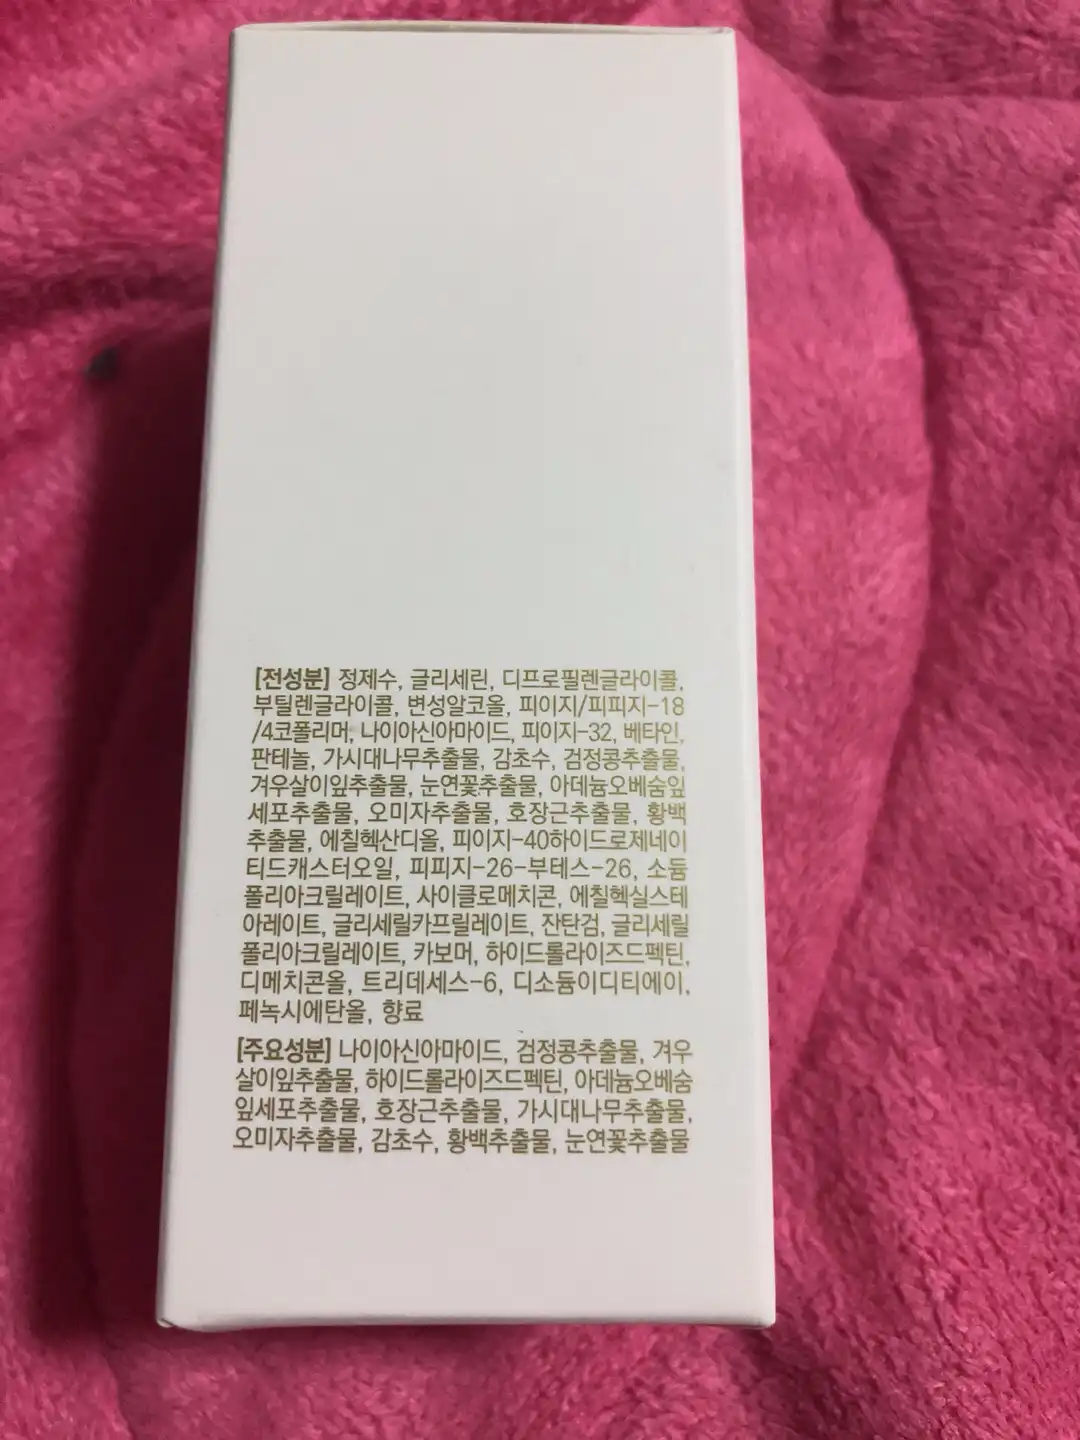 [전성분] 정제수, 글리세린, 디프로필렌글라이콜,
부틸렌글라이콜, 변성알코올, 피이지/피피지-18
/4코폴리머, 나이아신아마이드, 피이지-32, 베타인,
판테놀, 가시대나무추출물, 감초수, 검정콩추출물,
겨우살이잎추출물, 눈연꽃추출물, 아데늄오베숨잎
세포추출물, 오미자추출물, 호장근추출물, 황백
추출물, 에칠헥산디올, 피이지-40하이드로제네이
티드캐스터오일, 피피지-26-부테스-26, 소듐
폴리아크릴레이트, 사이클로메치콘, 에칠헥실스테
아레이트, 글리세릴카프릴레이트, 잔탄검, 글리세릴
폴리아크릴레이트, 카보머, 하이드롤라이즈드펙틴,
디메치콘올, 트리데세스-6, 디소듐이디티에이,
페녹시에탄올, 향료
[주요성분] 나이아신아마이드, 검정콩추출물, 겨우
살이잎추출물, 하이드롤라이즈드펙틴, 아데늄오베숨
잎세포추출물, 호장근추출물, 가시대나무추출물,
오미자추출물, 감초수, 황백추출물, 눈연꽃추출물